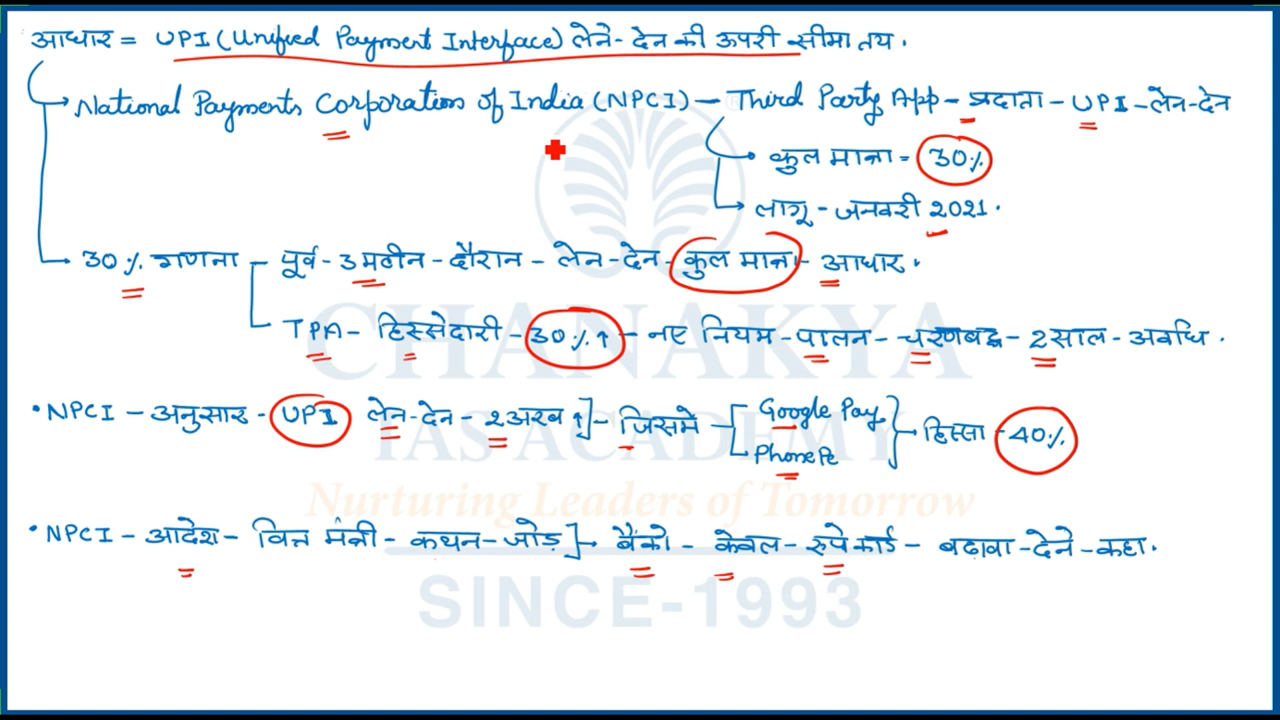 आधार = UPI (Unified Payment Interface) लेने-देन की ऊपरी सीमा तय.
National Payments Corporation of India (NPCI) - Third Party App - प्रदाता - UPI - लेन-देन
कुल मात्रा = 30%
लागू - जनवरी 2021.
30% गणना - पूर्व - 3 महीन - दौरान - लेन-देन - कुल मात्रा - आधार.
TPA - हिस्सेदारी - 30%↑ - नए नियम - पालन - चरणबद्ध - 2 साल - अवधि.
• NPCI - अनुसार - UPI लेन-देन - 2 अरब ↑] - जिसमे [Google Pay
PhonePe] हिस्सा - 40%
• NPCI - आदेश - वित्त मंत्री - कथन - जोड़] → बैंको - केवल - रुपे कार्ड - बढ़ावा - देने - कहा.
CHANAKYA
IAS ACADEMY
Nurturing Leaders of Tomorrow
SINCE-1993